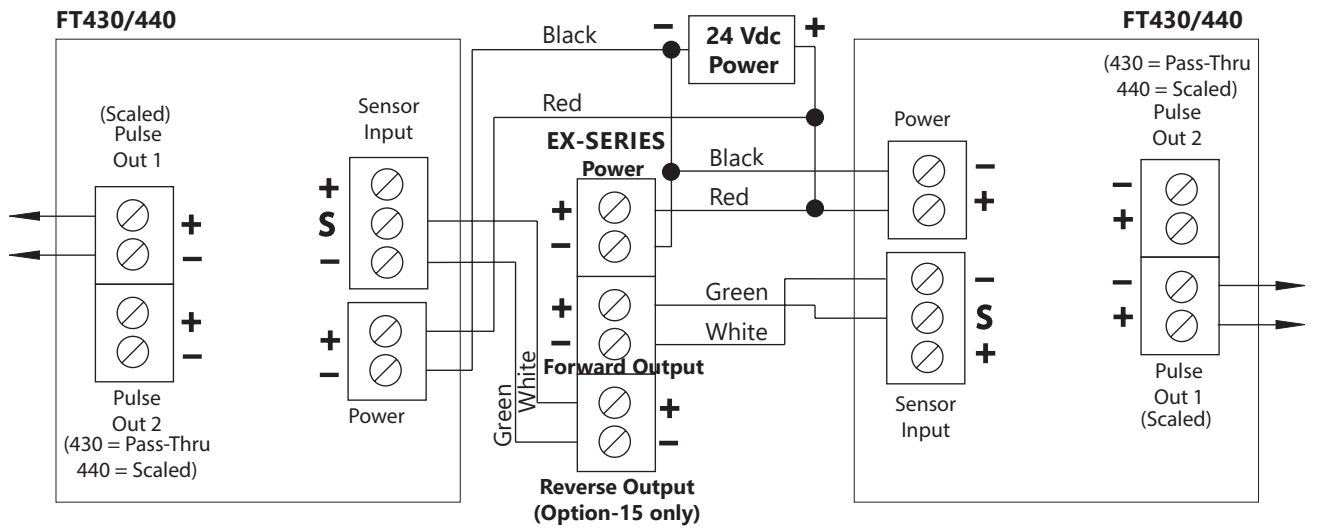 FT430/440
FT430/440
Black
–
24 Vdc
Power
+
Red
(Scaled)
Pulse
Out 1
Sensor
Input
+
S
–
+
–
+
–
Pulse
Out 2
(430 = Pass-Thru
440 = Scaled)
+
–
Power
EX-SERIES
Power
+
–
+
–
Forward Output
+
–
Reverse Output
(Option-15 only)
Green
White
Black
Red
Green
White
(430 = Pass-Thru
440 = Scaled)
Pulse
Out 2
Power
–
+
–
+
–
S
+
–
+
Sensor
Input
Pulse
Out 1
(Scaled)